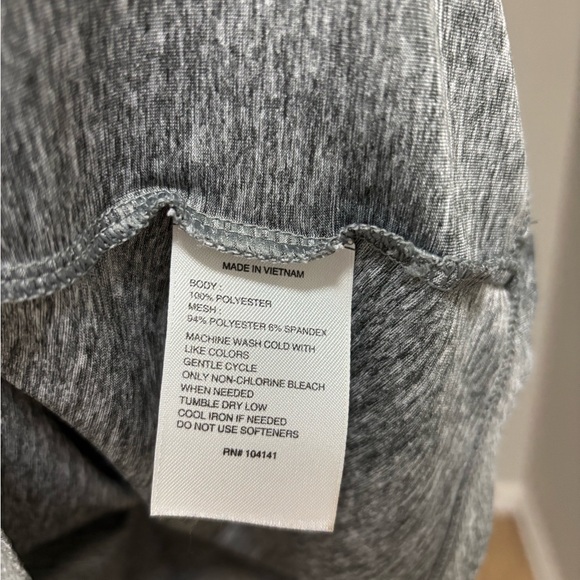 MADE IN VIETNAM
BODY :
100% POLYESTER
MESH :
94% POLYESTER 6% SPANDEX
MACHINE WASH COLD WITH
LIKE COLORS
GENTLE CYCLE
ONLY NON-CHLORINE BLEACH
WHEN NEEDED
TUMBLE DRY LOW
COOL IRON IF NEEDED
DO NOT USE SOFTENERS
RN# 104141